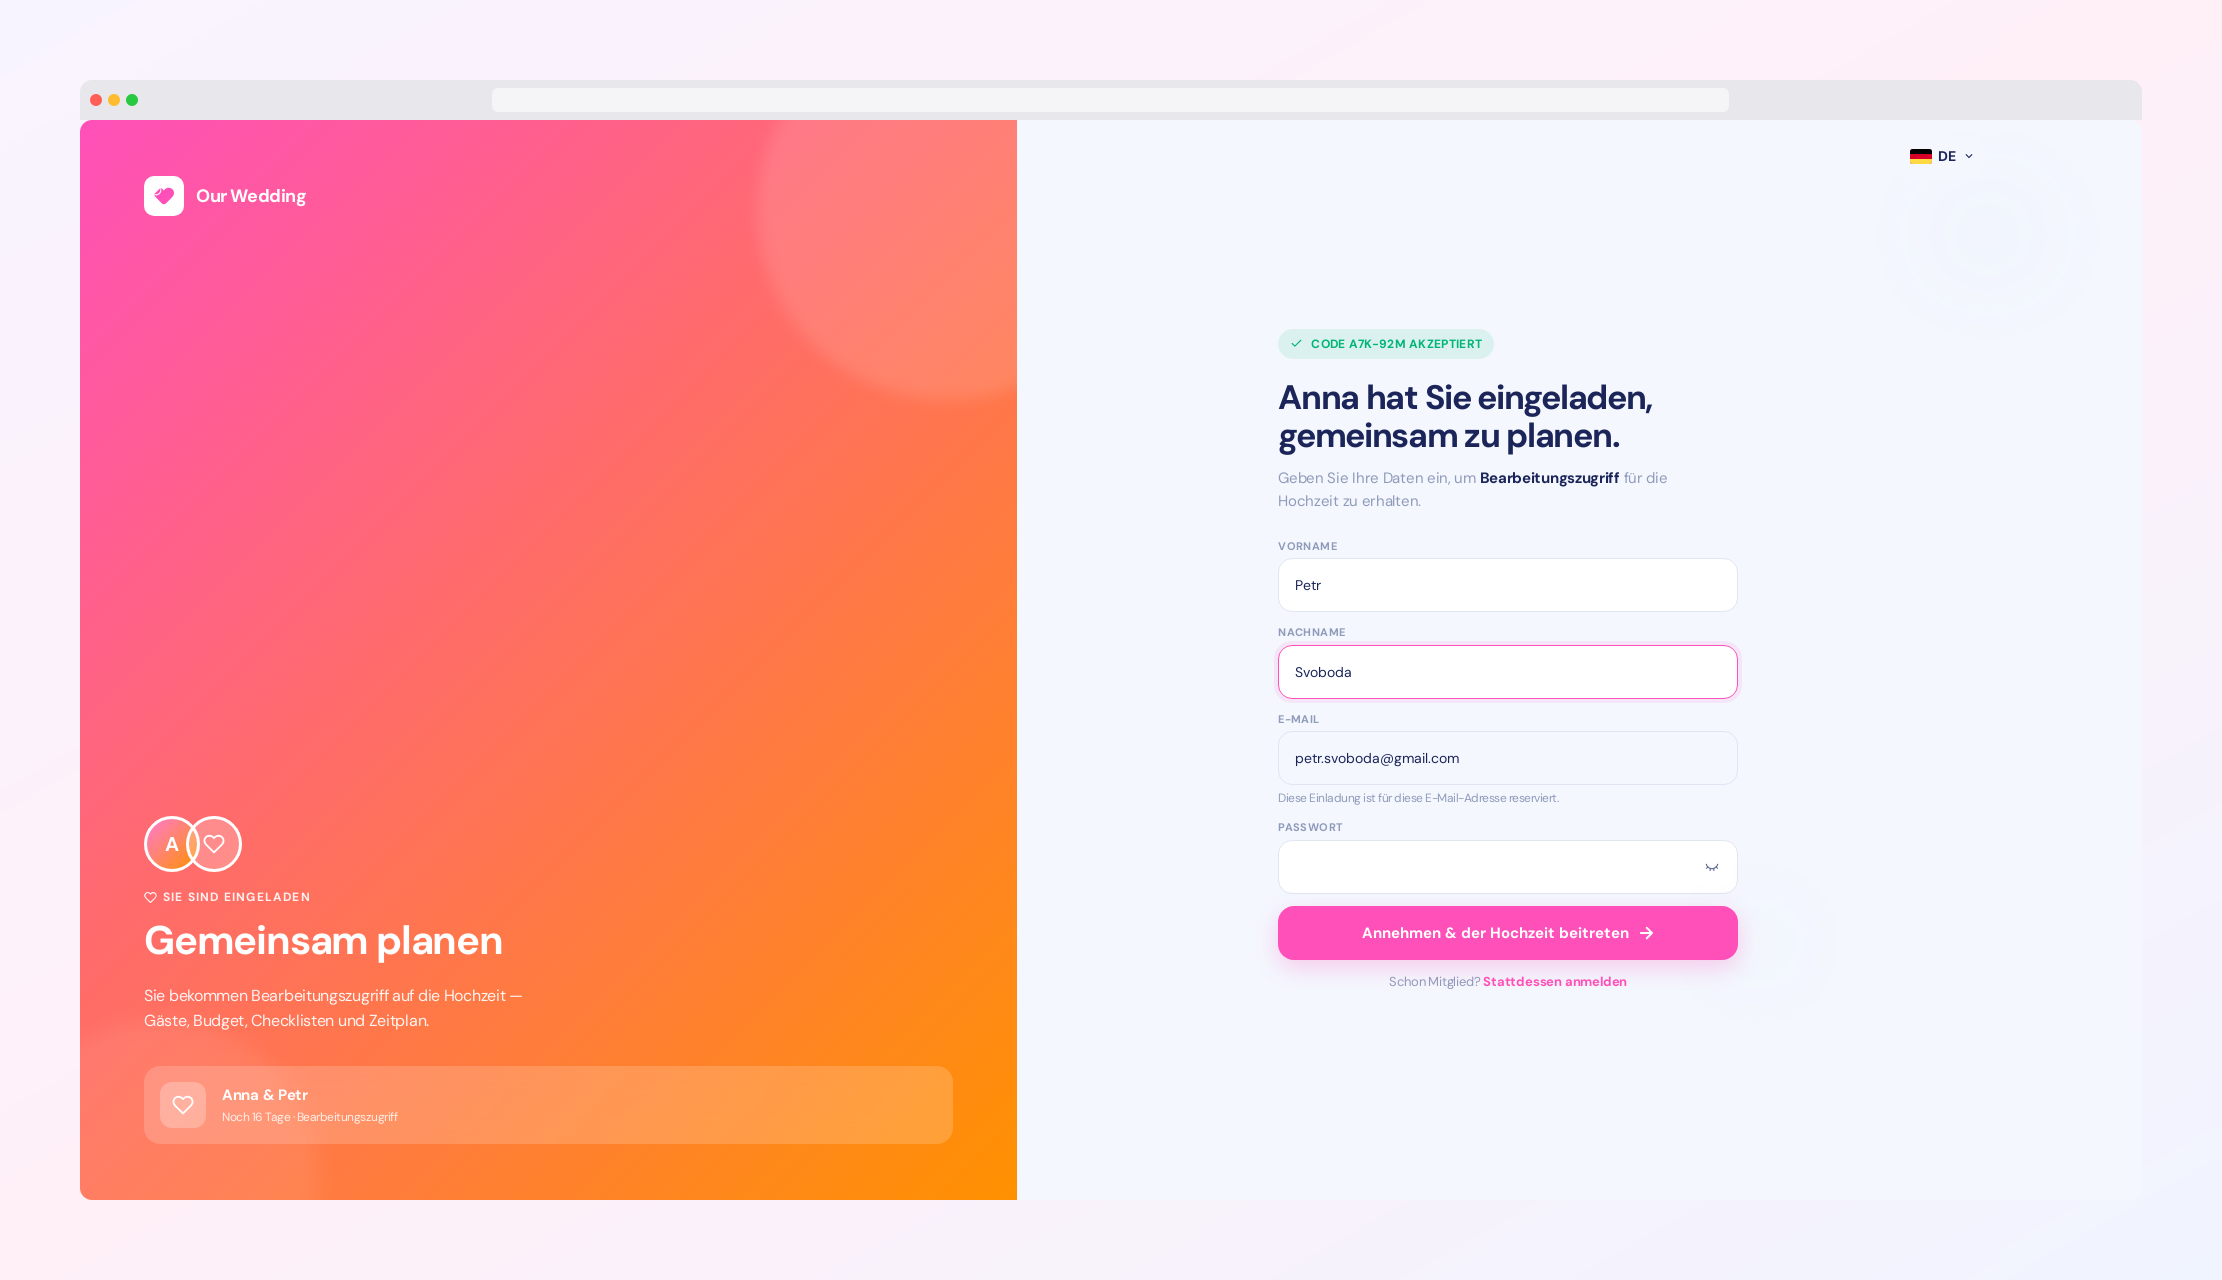 Our Wedding
A
SIE SIND EINGELADEN
Gemeinsam planen
Sie bekommen Bearbeitungszugriff auf die Hochzeit —
Gäste, Budget, Checklisten und Zeitplan.
Anna & Petr
Noch 16 Tage · Bearbeitungszugriff
DE
CODE A7K-92M AKZEPTIERT
Anna hat Sie eingeladen,
gemeinsam zu planen.
Geben Sie Ihre Daten ein, um Bearbeitungszugriff für die
Hochzeit zu erhalten.
VORNAME
Petr
NACHNAME
Svoboda
E-MAIL
petr.svoboda@gmail.com
Diese Einladung ist für diese E-Mail-Adresse reserviert.
PASSWORT
Annehmen & der Hochzeit beitreten
Schon Mitglied? Stattdessen anmelden